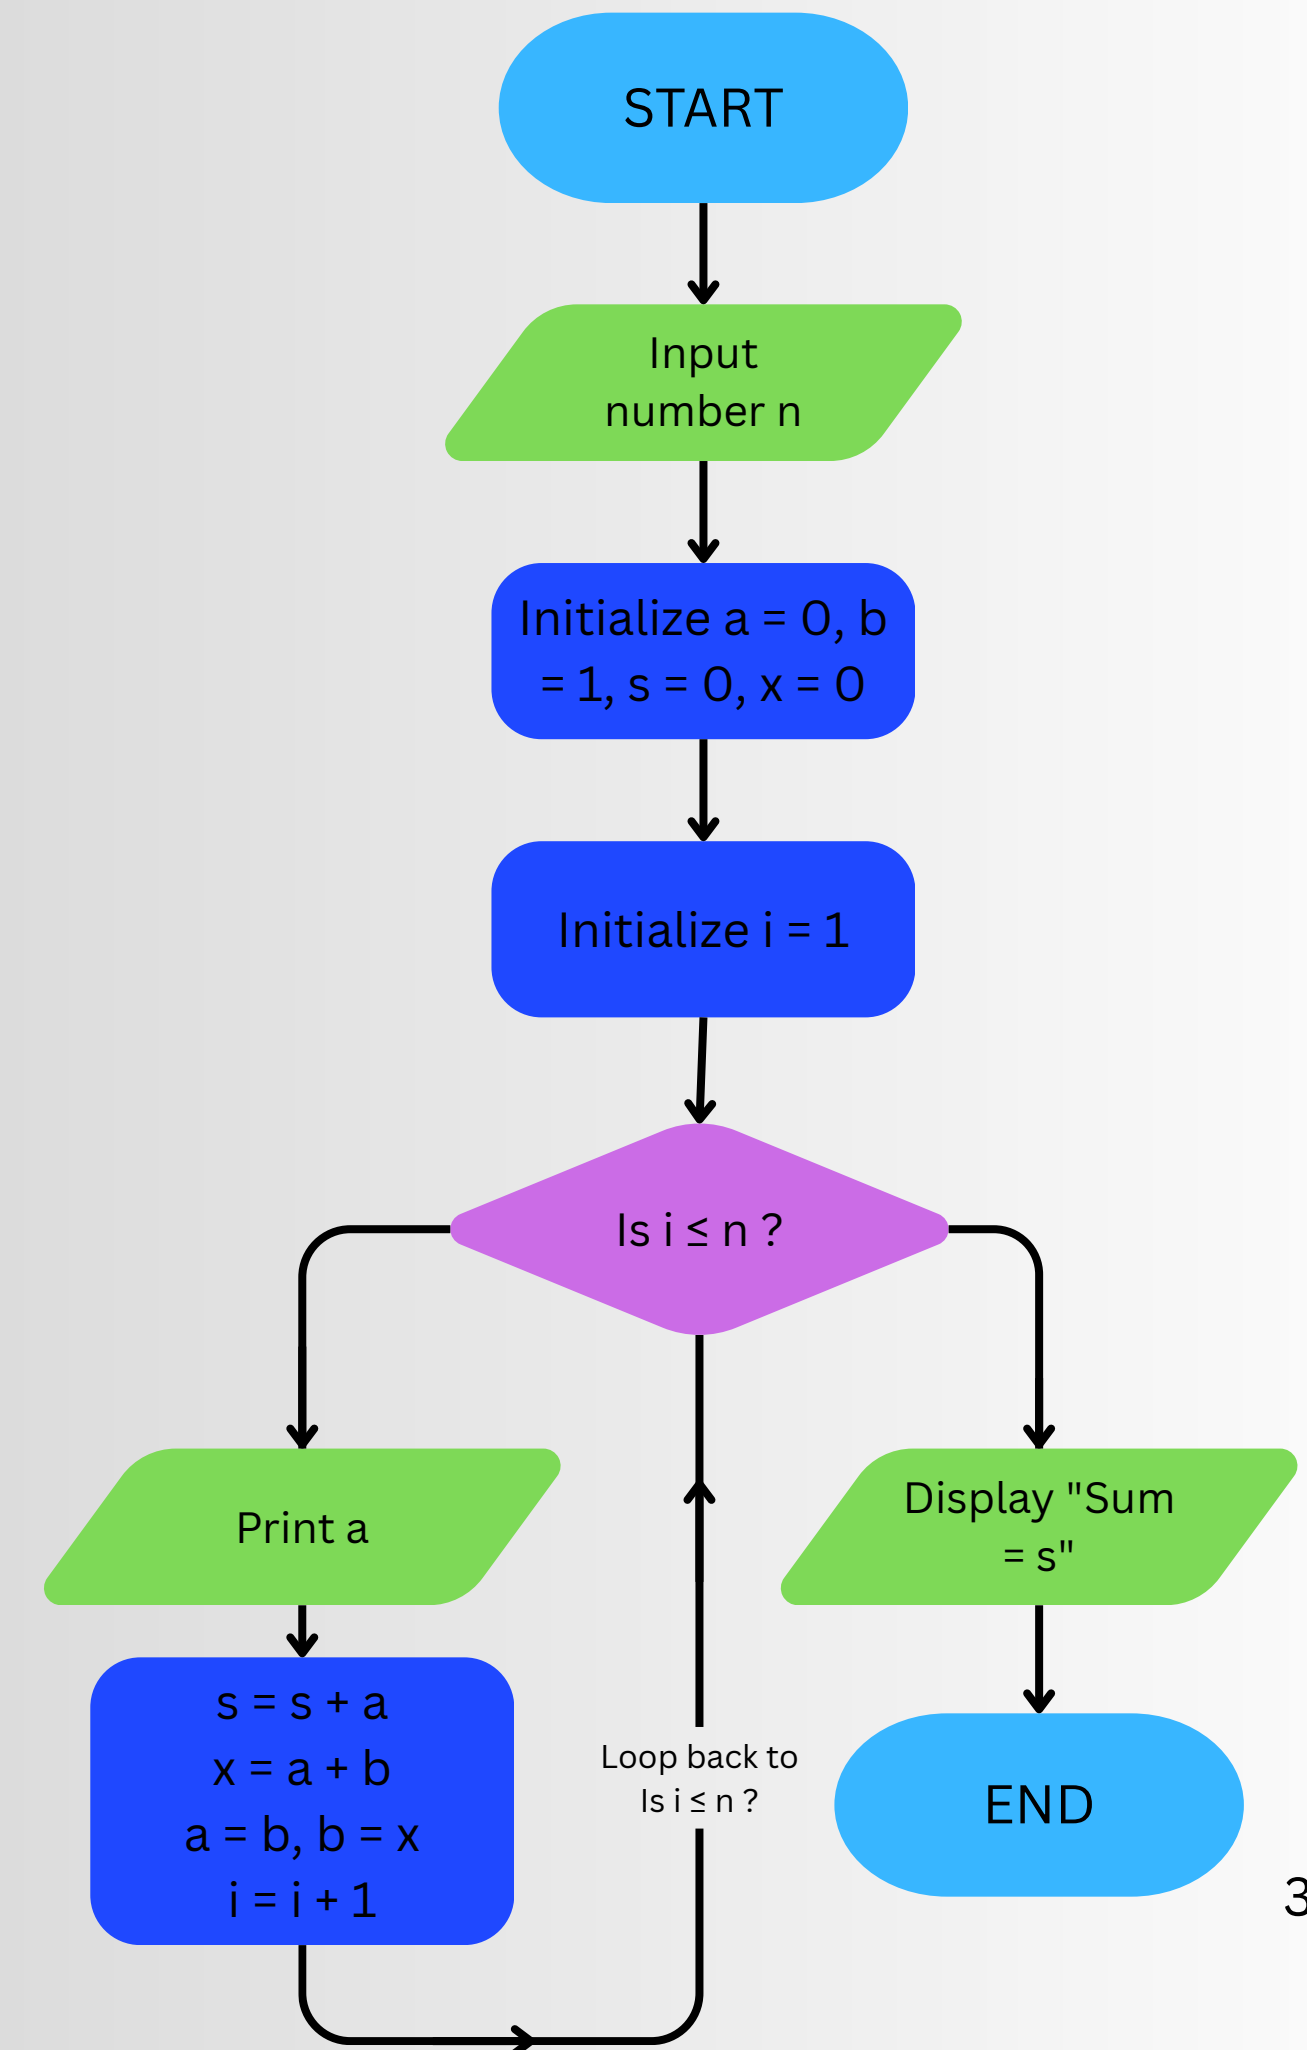 START
Input
number n
Initialize a = 0, b
= 1, s = 0, x = 0
Initialize i = 1
Is i ≤ n ?
Print a
Display "Sum
= s"
s = s + a
x = a + b
a = b, b = x
i = i + 1
Loop back to
Is i ≤ n ?
END
3